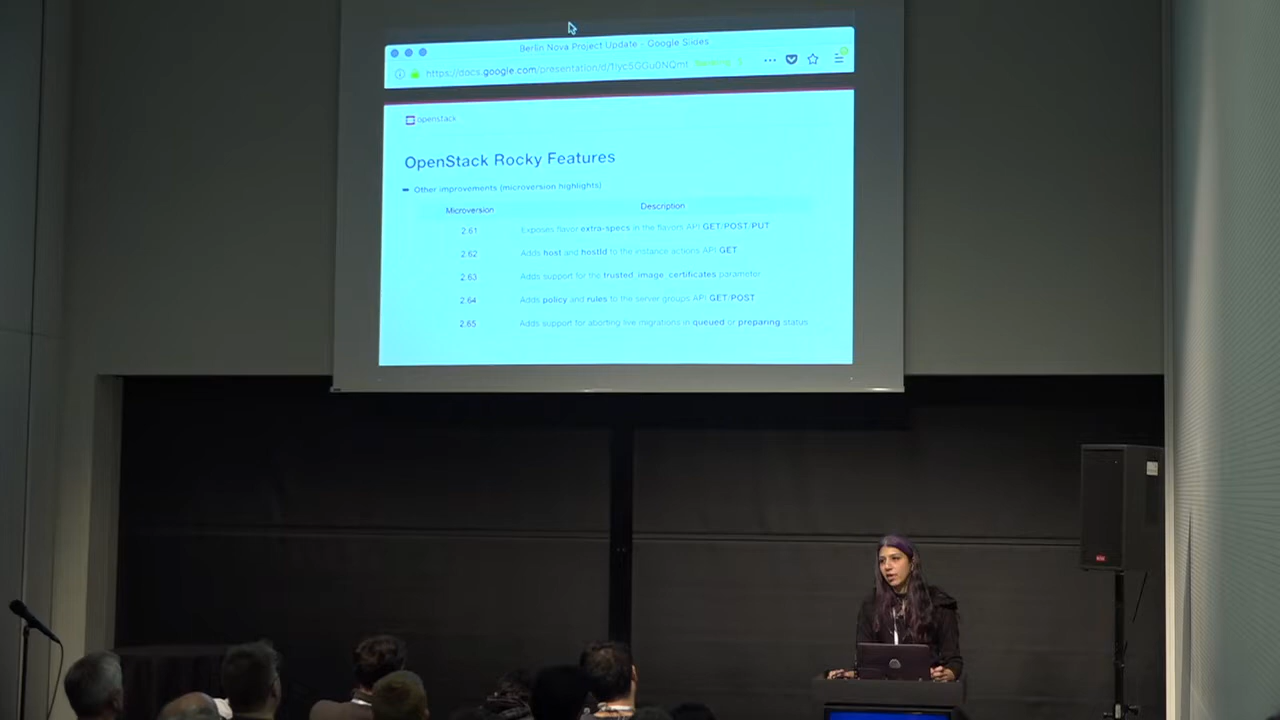 Berlin Nova Project Update - Google Slides
https://docs.google.com/presentation/d/
openstack
OpenStack Rocky Features
Other improvements (microversion highlights)
Microversion Description
2.61 Exposes flavor extra-specs in the flavors API GET/POST/PUT
2.62 Adds host and hostId to the instance actions API GET
2.63 Adds support for the trusted_image_certificates parameter
2.64 Adds policy and rules to the server groups API GET/POST
2.65 Adds support for aborting live migrations in queued or preparing status